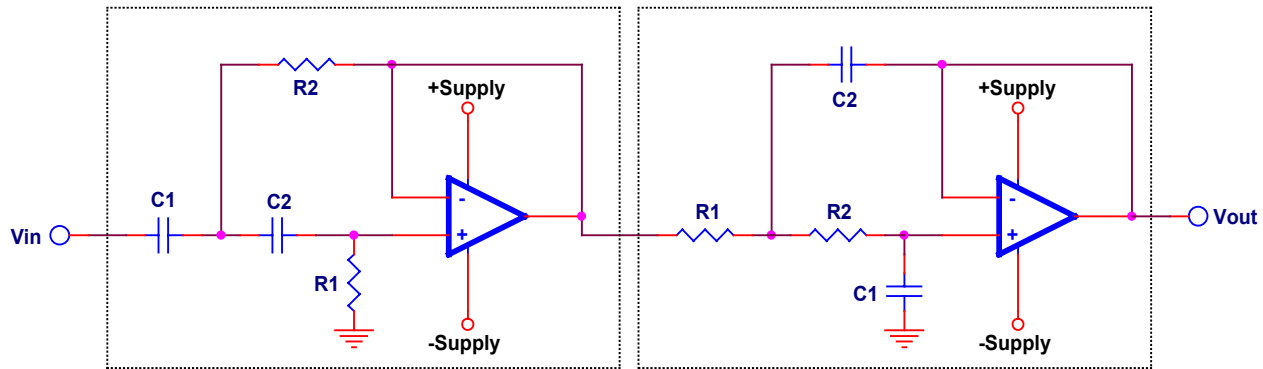 R2
+Supply
C1
C2
-
+
Vin
R1
-Supply
C2
+Supply
R1
R2
-
+
Vout
C1
-Supply